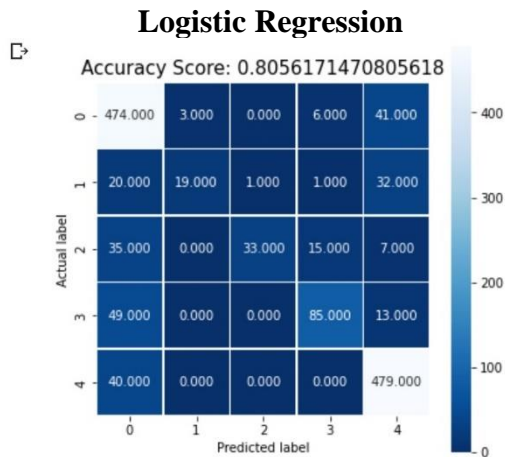 Logistic Regression
Accuracy Score: 0.8056171470805618
0 474.000 3.000 0.000 6.000 41.000
1 20.000 19.000 1.000 1.000 32.000
2 35.000 0.000 33.000 15.000 7.000
3 49.000 0.000 0.000 85.000 13.000
4 40.000 0.000 0.000 0.000 479.000
0 1 2 3 4
Predicted label
Actual label
400
300
200
100
0